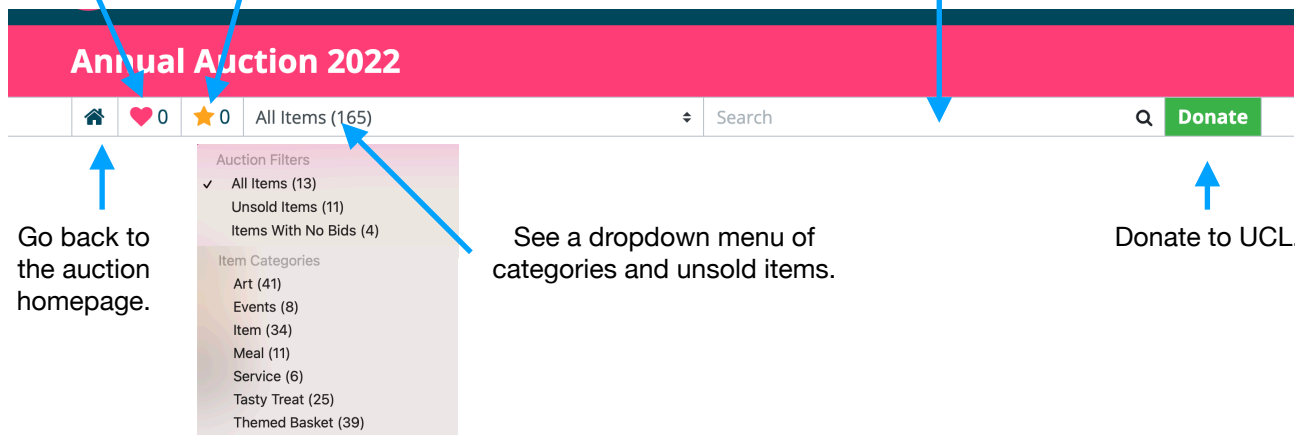 Annual Auction 2022
0
0
All Items (165)
Search
Donate
Auction Filters
✓ All Items (13)
Unsold Items (11)
Items With No Bids (4)
Item Categories
Art (41)
Events (8)
Item (34)
Meal (11)
Service (6)
Tasty Treat (25)
Themed Basket (39)
Go back to
the auction
homepage.
See a dropdown menu of
categories and unsold items.
Donate to UCL.